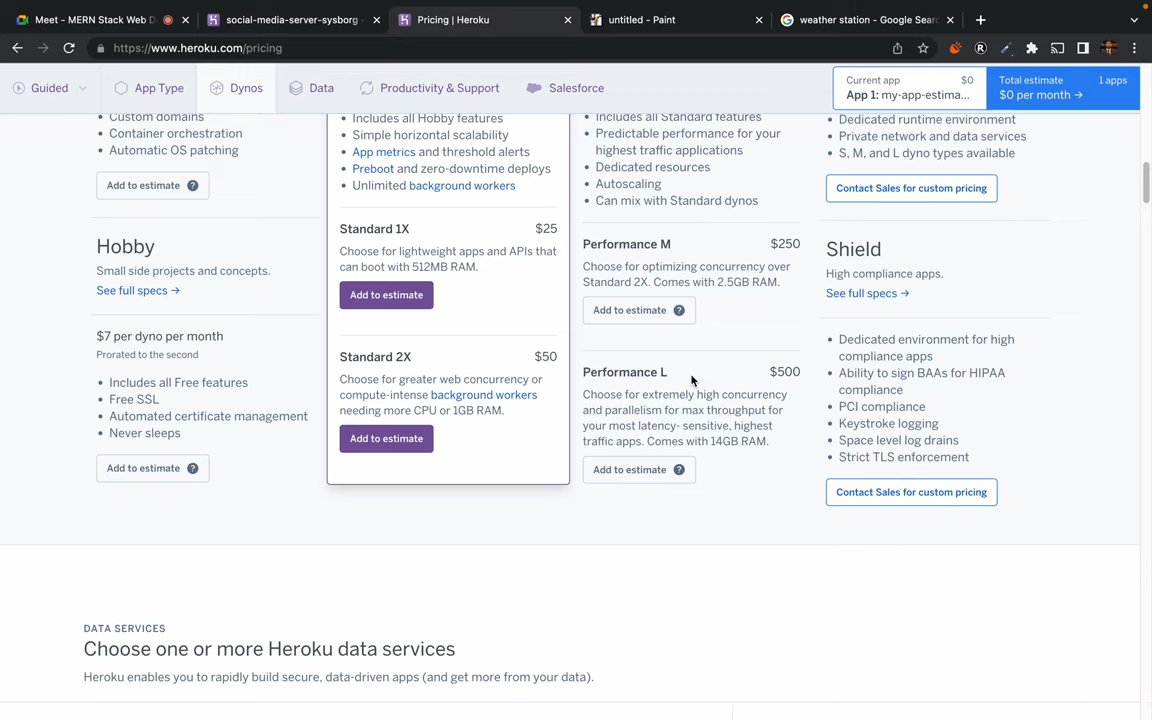 Meet - MERN Stack Web D
social-media-server-sysborg -
Pricing | Heroku
untitled - Paint
weather station - Google Sear
https://www.heroku.com/pricing
Guided
App Type
Dynos
Data
Productivity & Support
Salesforce
Current app $0
App 1: my-app-estima...
Total estimate 1 apps
$0 per month →
Custom domains
Container orchestration
Automatic OS patching
Add to estimate ?
Hobby
Small side projects and concepts.
See full specs →
$7 per dyno per month
Prorated to the second
Includes all Free features
Free SSL
Automated certificate management
Never sleeps
Add to estimate ?
Includes all Hobby features
Simple horizontal scalability
App metrics and threshold alerts
Preboot and zero-downtime deploys
Unlimited background workers
Standard 1X $25
Choose for lightweight apps and APIs that
can boot with 512MB RAM.
Add to estimate
Standard 2X $50
Choose for greater web concurrency or
compute-intense background workers
needing more CPU or 1GB RAM.
Add to estimate
Includes all Standard features
Predictable performance for your
highest traffic applications
Dedicated resources
Autoscaling
Can mix with Standard dynos
Performance M $250
Choose for optimizing concurrency over
Standard 2X. Comes with 2.5GB RAM.
Add to estimate ?
Performance L $500
Choose for extremely high concurrency
and parallelism for max throughput for
your most latency- sensitive, highest
traffic apps. Comes with 14GB RAM.
Add to estimate ?
Dedicated runtime environment
Private network and data services
S, M, and L dyno types available
Contact Sales for custom pricing
Shield
High compliance apps.
See full specs →
Dedicated environment for high
compliance apps
Ability to sign BAAs for HIPAA
compliance
PCI compliance
Keystroke logging
Space level log drains
Strict TLS enforcement
Contact Sales for custom pricing
DATA SERVICES
Choose one or more Heroku data services
Heroku enables you to rapidly build secure, data-driven apps (and get more from your data).